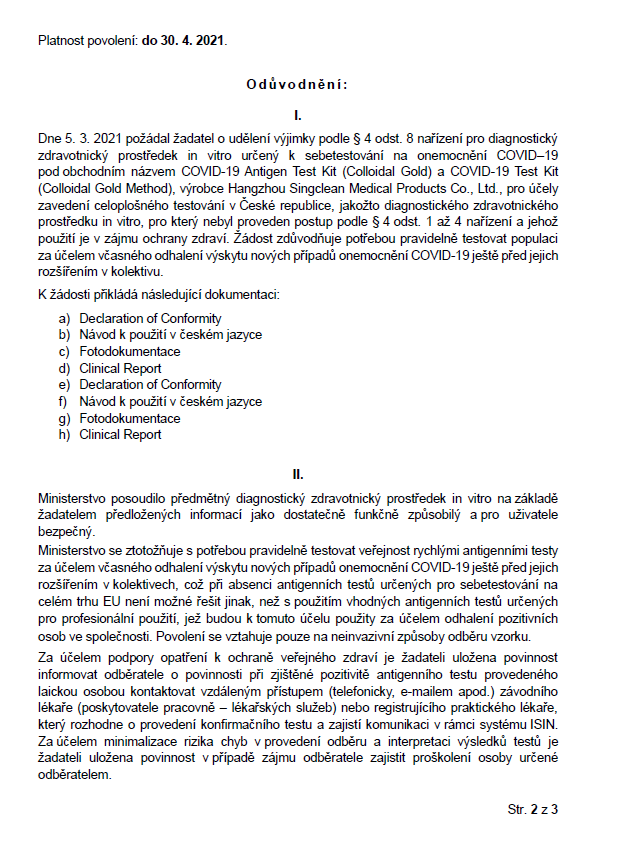 Platnost povolení: do 30. 4. 2021.
Odůvodnění:
I.
Dne 5. 3. 2021 požádal žadatel o udělení výjimky podle § 4 odst. 8 nařízení pro diagnostický
zdravotnický prostředek in vitro určený k sebetestování na onemocnění COVID–19
pod obchodním názvem COVID-19 Antigen Test Kit (Colloidal Gold) a COVID-19 Test Kit
(Colloidal Gold Method), výrobce Hangzhou Singclean Medical Products Co., Ltd., pro účely
zavedení celoplošného testování v České republice, jakožto diagnostického zdravotnického
prostředku in vitro, pro který nebyl proveden postup podle § 4 odst. 1 až 4 nařízení a jehož
použití je v zájmu ochrany zdraví. Žádost zdůvodňuje potřebou pravidelně testovat populaci
za účelem včasného odhalení výskytu nových případů onemocnění COVID-19 ještě před jejich
rozšířením v kolektivu.
K žádosti přikládá následující dokumentaci:
a) Declaration of Conformity
b) Návod k použití v českém jazyce
c) Fotodokumentace
d) Clinical Report
e) Declaration of Conformity
f) Návod k použití v českém jazyce
g) Fotodokumentace
h) Clinical Report
II.
Ministerstvo posoudilo předmětný diagnostický zdravotnický prostředek in vitro na základě
žadatelem předložených informací jako dostatečně funkčně způsobilý a pro uživatele
bezpečný.
Ministerstvo se ztotožňuje s potřebou pravidelně testovat veřejnost rychlými antigenními testy
za účelem včasného odhalení výskytu nových případů onemocnění COVID-19 ještě před jejich
rozšířením v kolektivech, což při absenci antigenních testů určených pro sebetestování na
celém trhu EU není možné řešit jinak, než s použitím vhodných antigenních testů určených
pro profesionální použití, jež budou k tomuto účelu použity za účelem odhalení pozitivních
osob ve společnosti. Povolení se vztahuje pouze na neinvazivní způsoby odběru vzorku.
Za účelem podpory opatření k ochraně veřejného zdraví je žadateli uložena povinnost
informovat odběratele o povinnosti při zjištěné pozitivitě antigenního testu provedeného
laickou osobou kontaktovat vzdáleným přístupem (telefonicky, e-mailem apod.) závodního
lékaře (poskytovatele pracovně – lékařských služeb) nebo registrujícího praktického lékaře,
který rozhodne o provedení konfirmačního testu a zajistí komunikaci v rámci systému ISIN.
Za účelem minimalizace rizika chyb v provedení odběru a interpretaci výsledků testů je
žadateli uložena povinnost v případě zájmu odběratele zajistit proškolení osoby určené
odběratelem.
Str. 2 z 3